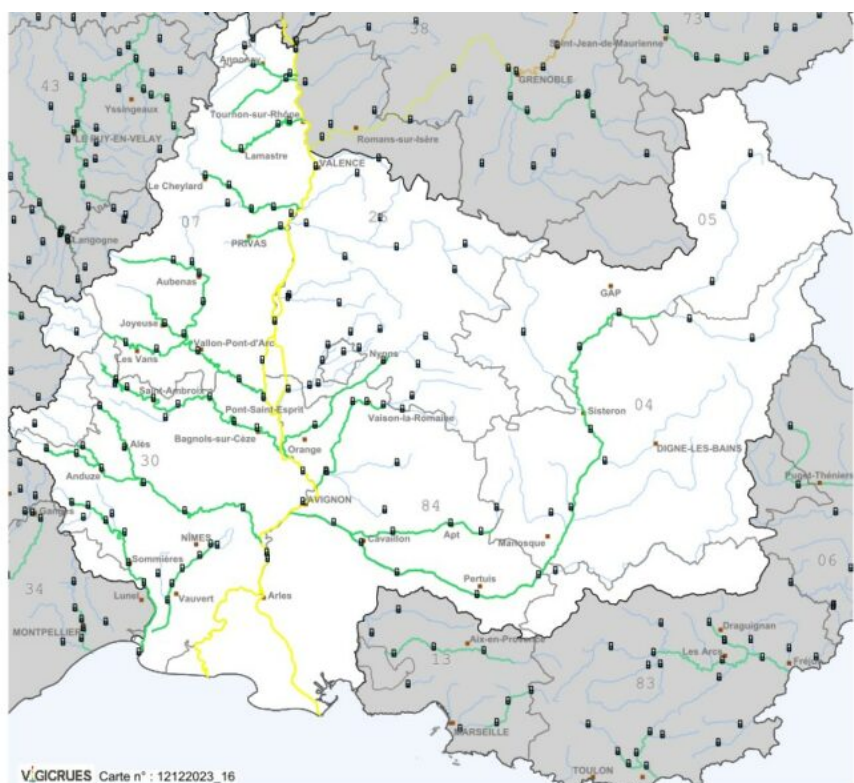 38
73
Saint-Jean-de-Maurienne
Annonay
GRENOBLE
43
Yssingeaux
Tournon-sur-Rhône
LE PUY-EN-VELAY
Romans-sur-Isère
Lamastre
VALENCE
Le Cheylard
07
26
05
Langogne
PRIVAS
Aubenas
GAP
Joyeuse
Vallon-Pont-d'Arc
Les Vans
Nyons
Saint-Ambroix
Pont-Saint-Esprit
Vaison-la-Romaine
Sisteron
04
Bagnols-sur-Cèze
Orange
Alès
DIGNE-LES-BAINS
30
Anduze
Puget-Théniers
AVIGNON
84
Ganges
NÎMES
Cavaillon
Apt
Manosque
Sommières
06
34
Pertuis
Lunel
Vauvert
Arles
MONTPELLIER
Draguignan
Aix-en-Provence
13
Les Arcs
Fréjus
83
MARSEILLE
TOULON
VIGICRUES Carte n° : 12122023_16